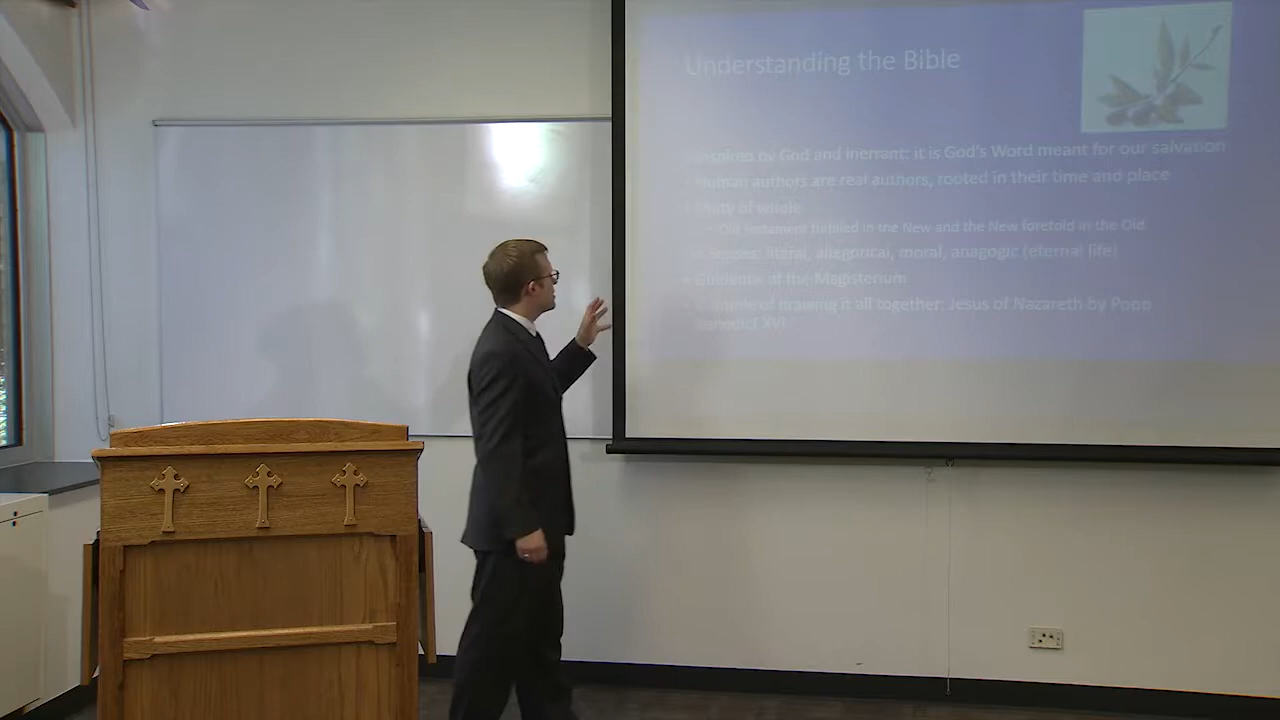 Understanding the Bible
Inspired by God and inerrant: it is God's Word meant for our salvation
Human authors are real authors, rooted in their time and place
Unity of whole
Old Testament fulfilled in the New and the New foretold in the Old
Senses: literal, allegorical, moral, anagogic (eternal life)
Guidance of the Magisterium
Example of drawing it all together: Jesus of Nazareth by Pope
Benedict XVI